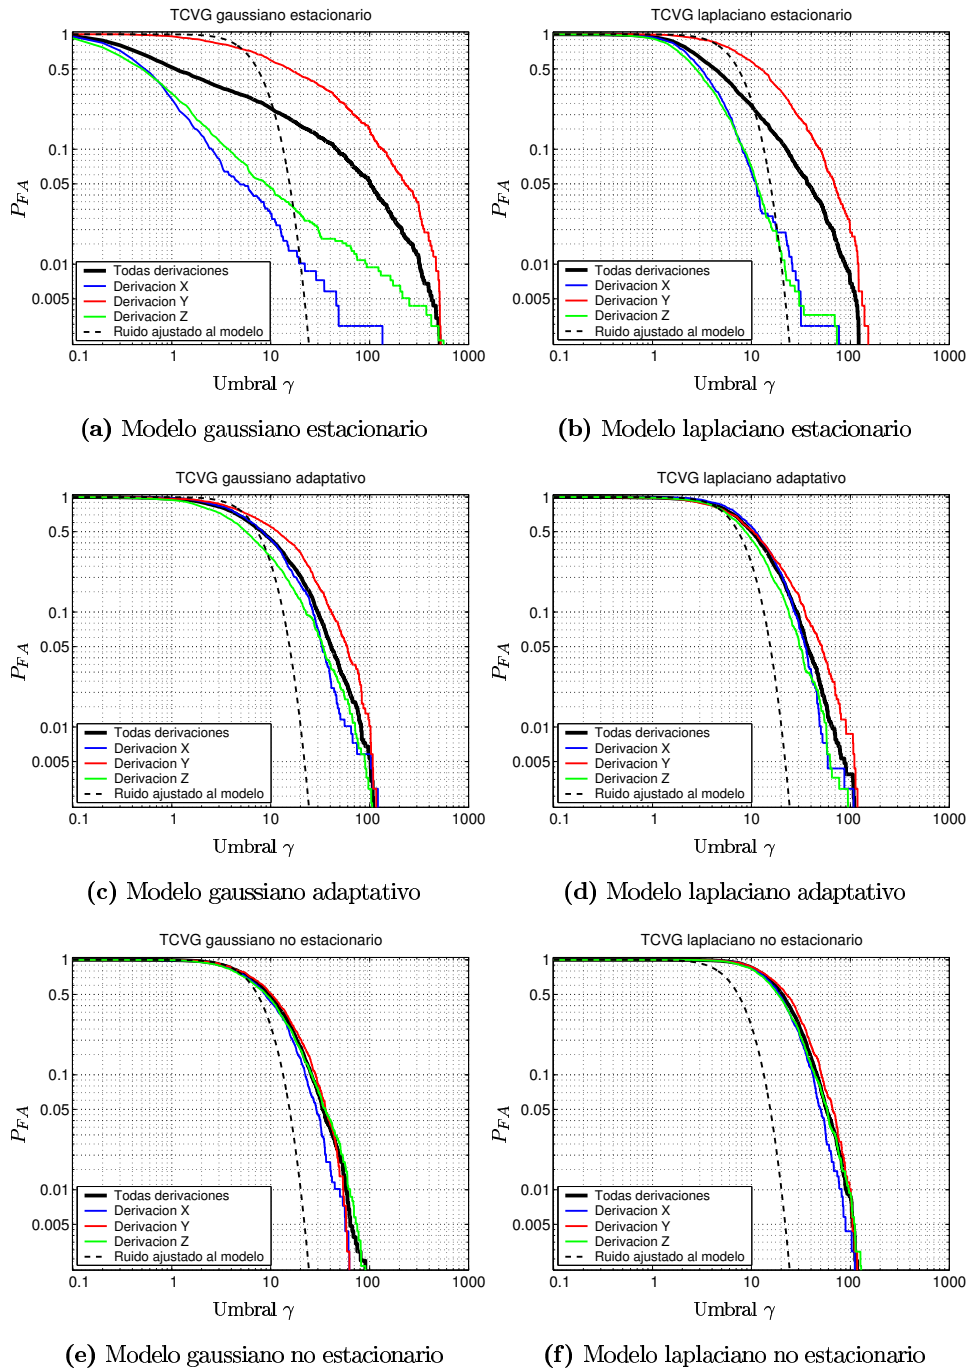 TCVG gaussiano estacionario
1
0.5
0.1
0.05
0.01
0.005
P_FA
Todas derivaciones
Derivacion X
Derivacion Y
Derivacion Z
Ruido ajustado al modelo
0.1 1 10 100 1000
Umbral γ
(a) Modelo gaussiano estacionario
TCVG laplaciano estacionario
1
0.5
0.1
0.05
0.01
0.005
P_FA
Todas derivaciones
Derivacion X
Derivacion Y
Derivacion Z
Ruido ajustado al modelo
0.1 1 10 100 1000
Umbral γ
(b) Modelo laplaciano estacionario
TCVG gaussiano adaptativo
1
0.5
0.1
0.05
0.01
0.005
P_FA
Todas derivaciones
Derivacion X
Derivacion Y
Derivacion Z
Ruido ajustado al modelo
0.1 1 10 100 1000
Umbral γ
(c) Modelo gaussiano adaptativo
TCVG laplaciano adaptativo
1
0.5
0.1
0.05
0.01
0.005
P_FA
Todas derivaciones
Derivacion X
Derivacion Y
Derivacion Z
Ruido ajustado al modelo
0.1 1 10 100 1000
Umbral γ
(d) Modelo laplaciano adaptativo
TCVG gaussiano no estacionario
1
0.5
0.1
0.05
0.01
0.005
P_FA
Todas derivaciones
Derivacion X
Derivacion Y
Derivacion Z
Ruido ajustado al modelo
0.1 1 10 100 1000
Umbral γ
(e) Modelo gaussiano no estacionario
TCVG laplaciano no estacionario
1
0.5
0.1
0.05
0.01
0.005
P_FA
Todas derivaciones
Derivacion X
Derivacion Y
Derivacion Z
Ruido ajustado al modelo
0.1 1 10 100 1000
Umbral γ
(f) Modelo laplaciano no estacionario